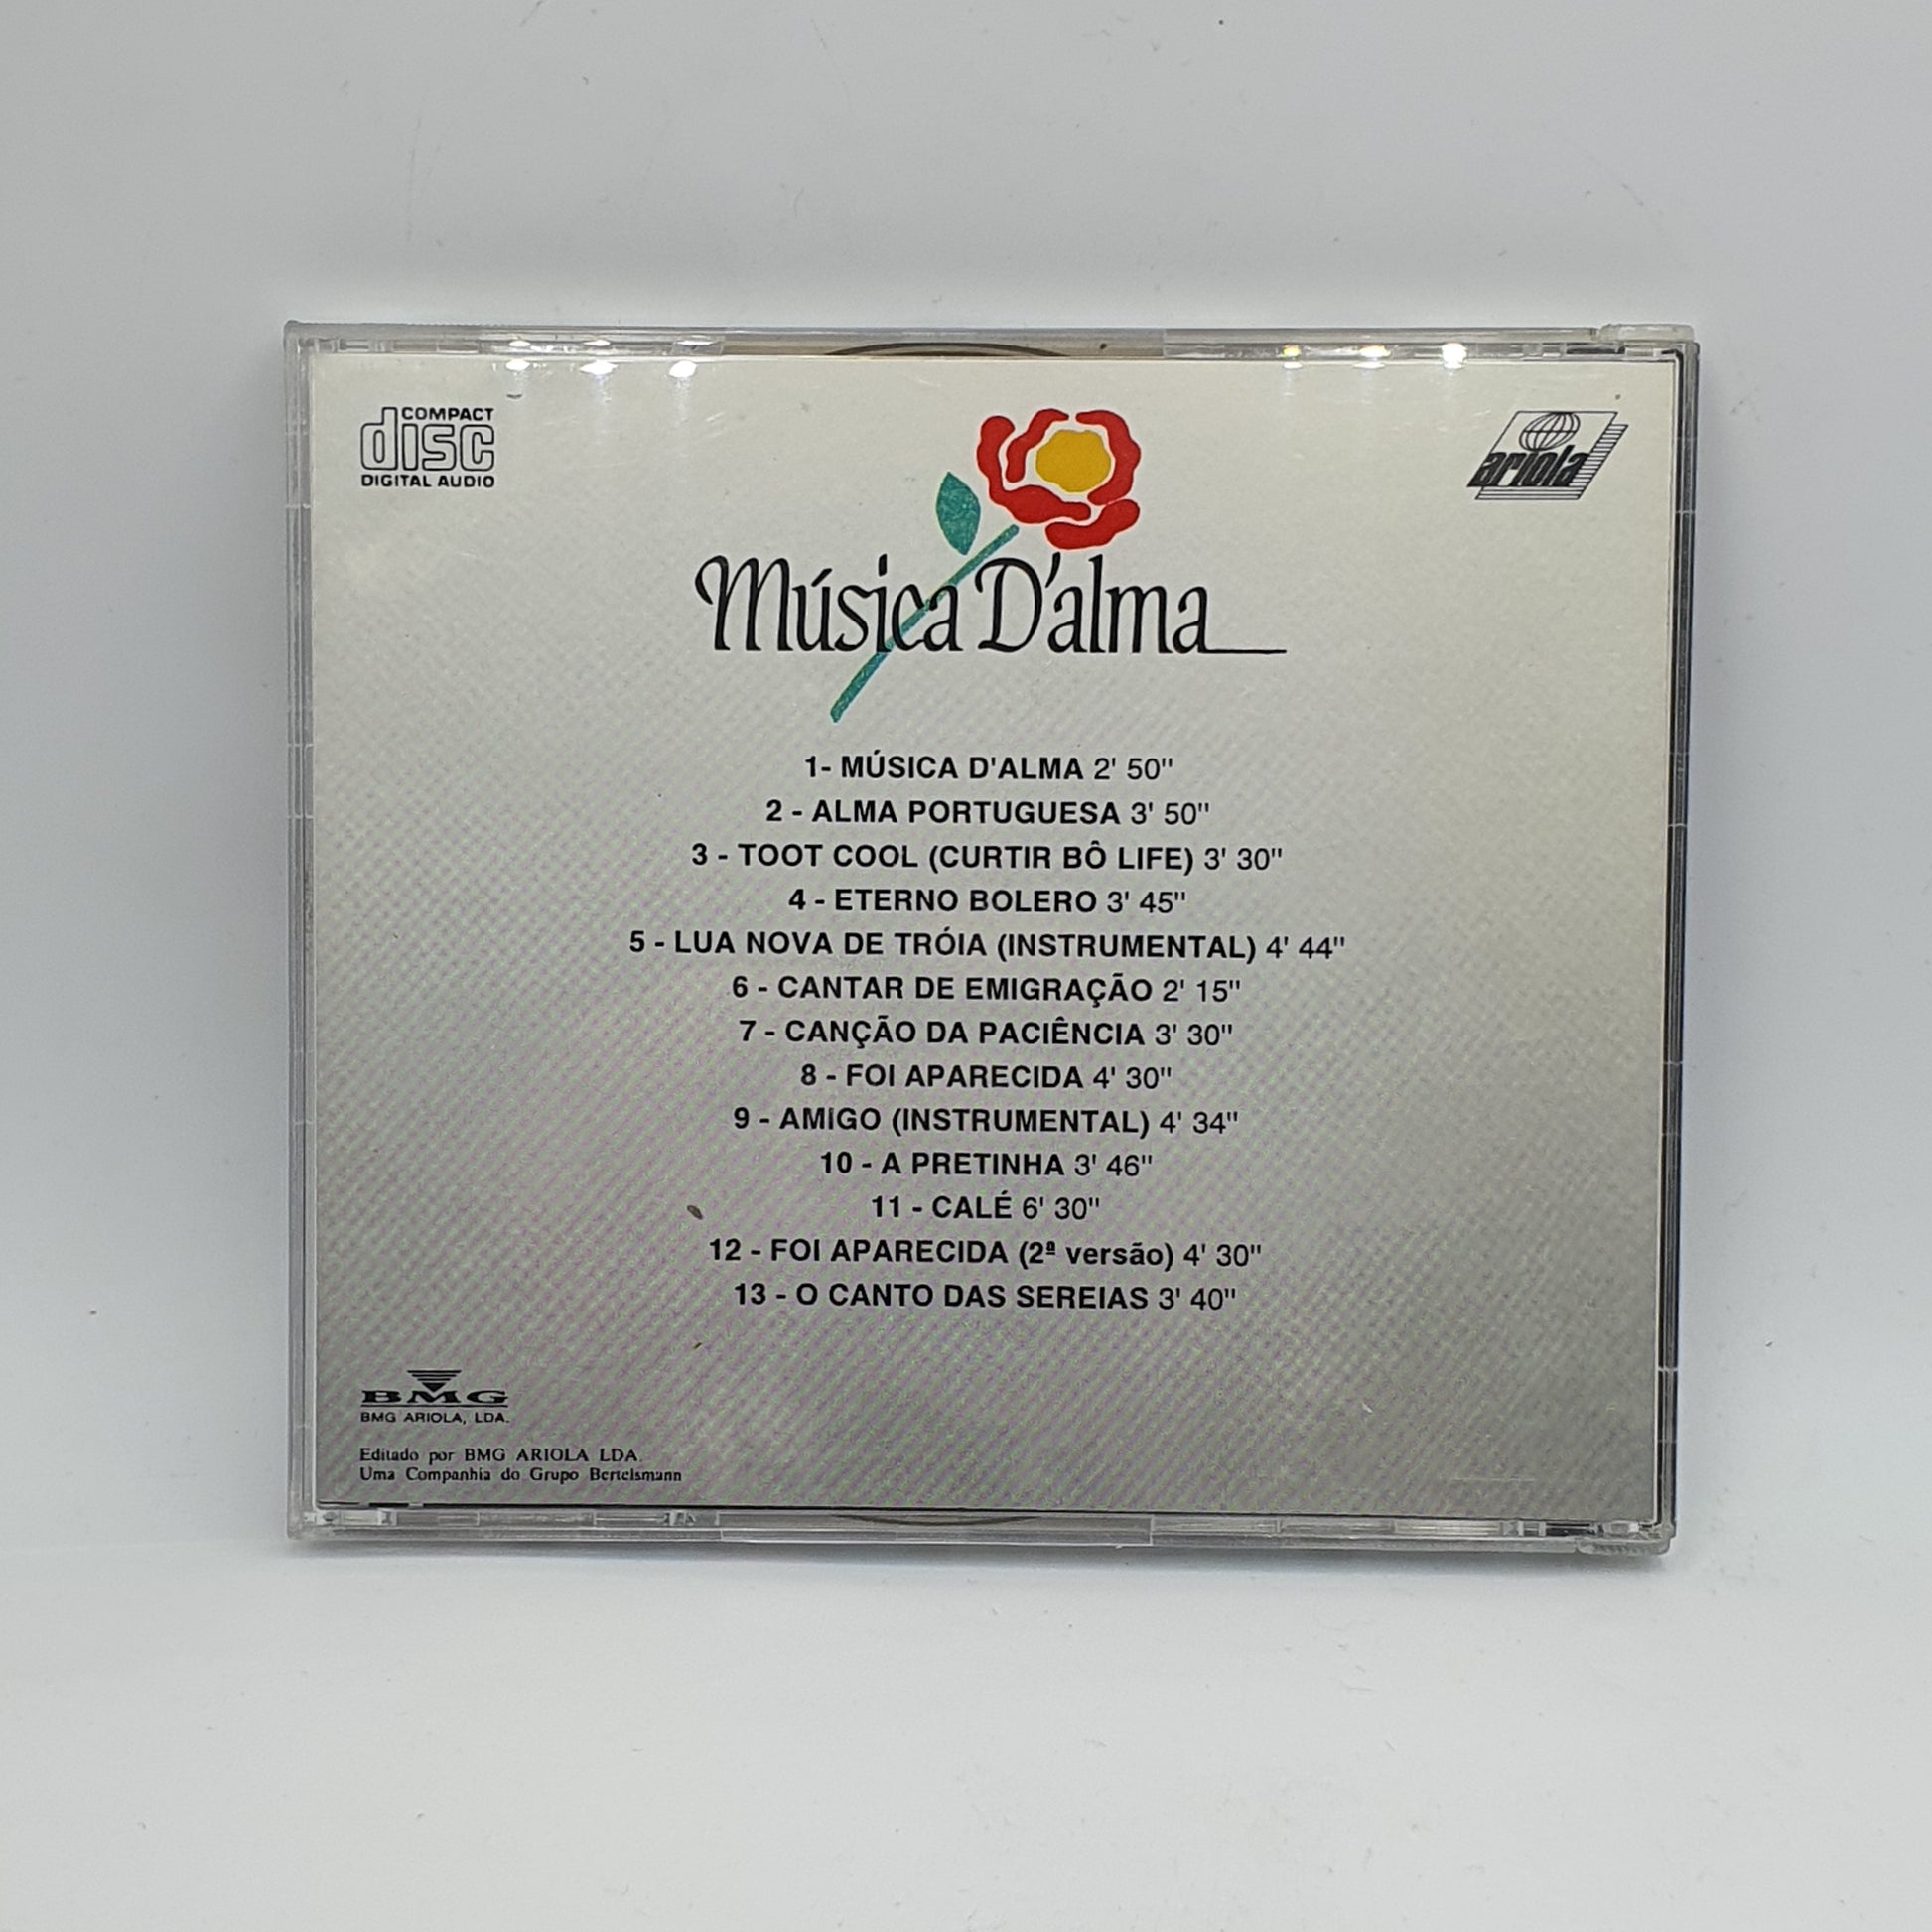 COMPACT
disc
DIGITAL AUDIO
ariola
Música D'alma
1- MÚSICA D'ALMA 2' 50"
2 - ALMA PORTUGUESA 3' 50"
3 - TOOT COOL (CURTIR BÔ LIFE) 3' 30"
4 - ETERNO BOLERO 3' 45"
5 - LUA NOVA DE TRÓIA (INSTRUMENTAL) 4' 44"
6 - CANTAR DE EMIGRAÇÃO 2' 15"
7 - CANÇÃO DA PACIÊNCIA 3' 30"
8 - FOI APARECIDA 4' 30"
9 - AMIGO (INSTRUMENTAL) 4' 34"
10 - A PRETINHA 3' 46"
11 - CALÉ 6' 30"
12 - FOI APARECIDA (2ª versão) 4' 30"
13 - O CANTO DAS SEREIAS 3' 40"
BMG
BMG ARIOLA, LDA.
Editado por BMG ARIOLA LDA.
Uma Companhia do Grupo Bertelsmann